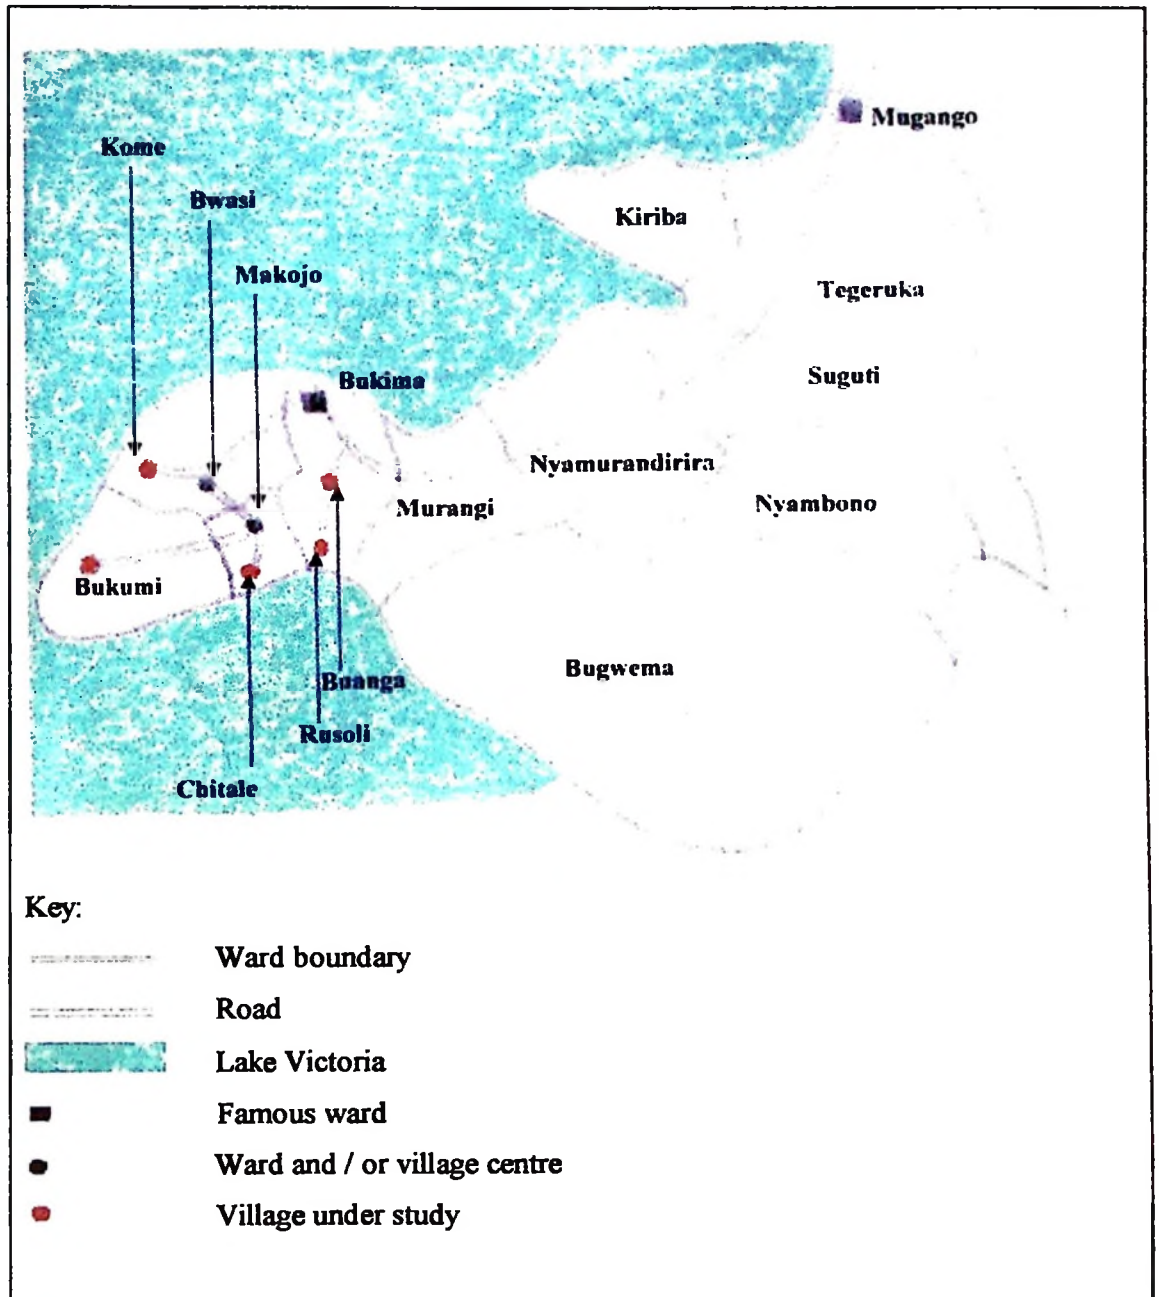 Mugango
Kome
Bwasi
Kiriba
Makojo
Tegeruka
Suguti
Bukima
Nyamurandirira
Murangi
Nyambono
Bukumi
Bugwema
Buanga
Rusoli
Chitale
Key:
Ward boundary
Road
Lake Victoria
Famous ward
Ward and / or village centre
Village under study